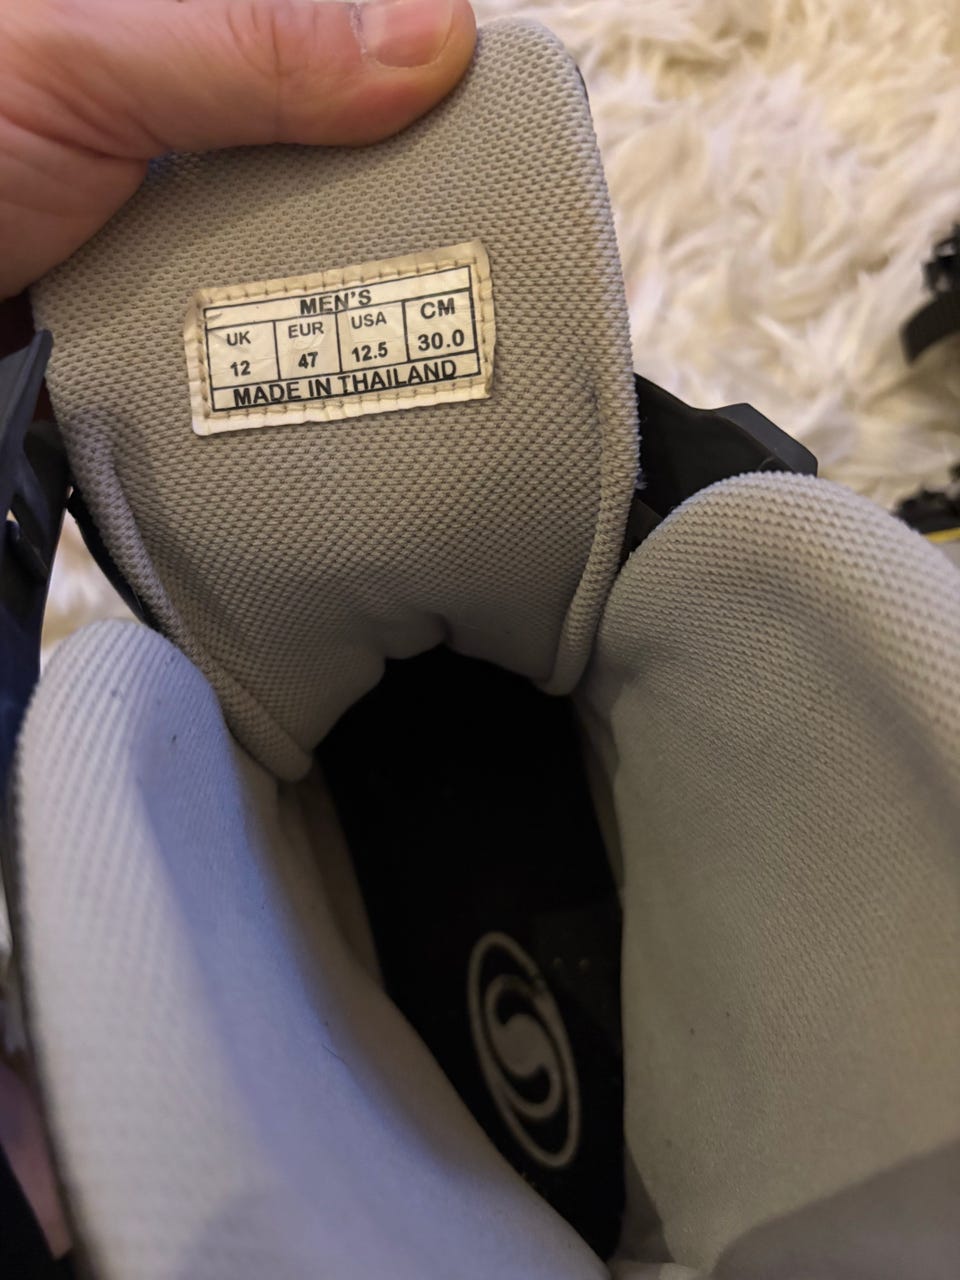 MEN'S
UK EUR USA CM
12 47 12.5 30.0
MADE IN THAILAND
S